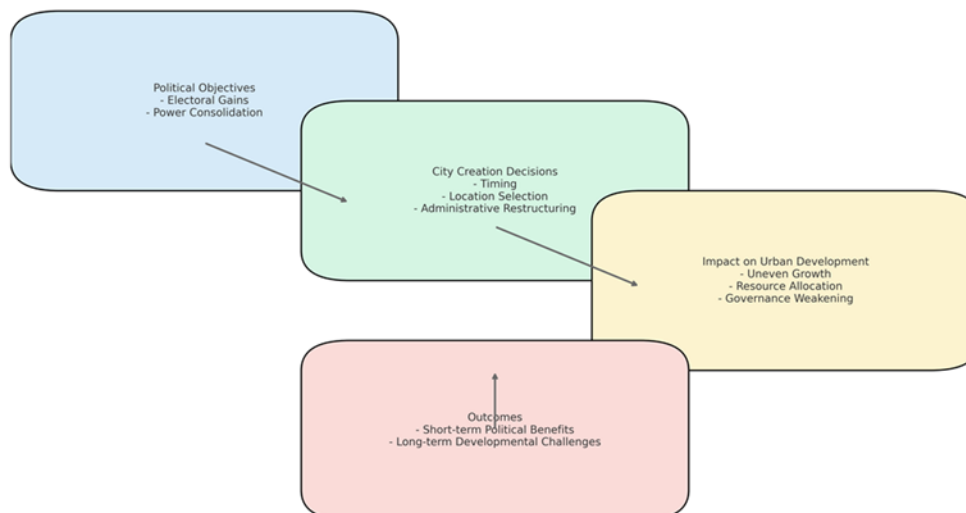 Political Objectives
- Electoral Gains
- Power Consolidation
City Creation Decisions
- Timing
- Location Selection
- Administrative Restructuring
Impact on Urban Development
- Uneven Growth
- Resource Allocation
- Governance Weakening
Outcomes
- Short-term Political Benefits
- Long-term Developmental Challenges